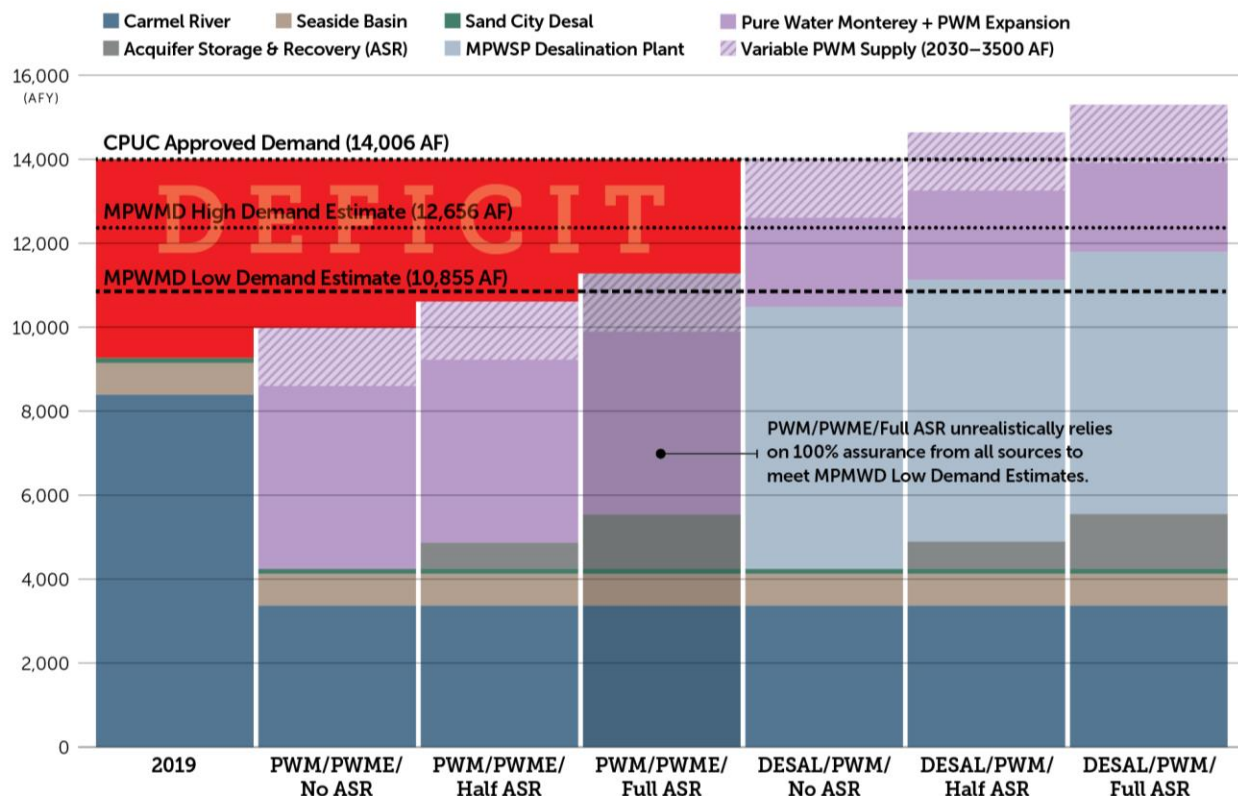 Carmel River
Seaside Basin
Sand City Desal
Pure Water Monterey + PWM Expansion
Acquifer Storage & Recovery (ASR)
MPWSP Desalination Plant
Variable PWM Supply (2030–3500 AF)
16,000
(AFY)
CPUC Approved Demand (14,006 AF)
14,000
DEFICIT
MPWMD High Demand Estimate (12,656 AF)
12,000
MPWMD Low Demand Estimate (10,855 AF)
10,000
8,000
PWM/PWME/Full ASR unrealistically relies
on 100% assurance from all sources to
meet MPMWD Low Demand Estimates.
6,000
4,000
2,000
0
2019
PWM/PWME/
No ASR
PWM/PWME/
Half ASR
PWM/PWME/
Full ASR
DESAL/PWM/
No ASR
DESAL/PWM/
Half ASR
DESAL/PWM/
Full ASR